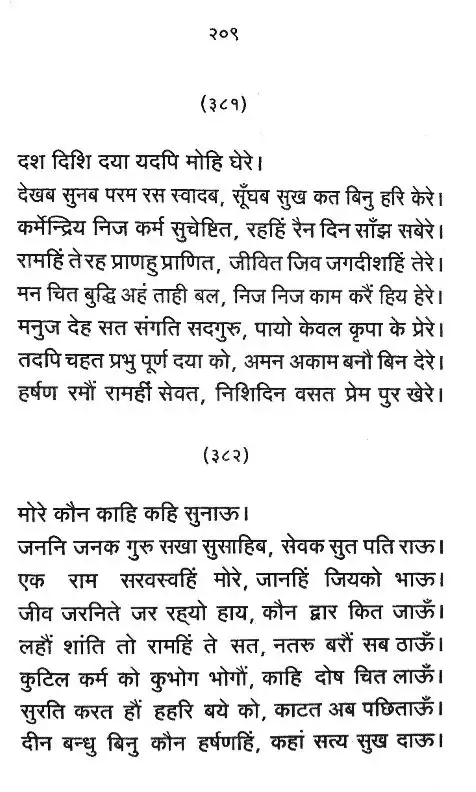 २०९
(३८१)
दश दिशि दया यदपि मोहि घेरे।
देखब सुनब परम रस स्वादब, सूँघब सुख कत बिनु हरि केरे।
कर्मेन्द्रिय निज कर्म सुचेष्टित, रहहिं रैन दिन साँझ सबेरे।
रामहिं ते रह प्राणहु प्राणित, जीवित जिव जगदीशहिं तेरे।
मन चित बुद्धि अहं ताही बल, निज निज काम करैं हिय हेरे।
मनुज देह सत संगति सदगुरु, पायो केवल कृपा के प्रेरे।
तदपि चहत प्रभु पूर्ण दया को, अमन अकाम बनौ बिन देरे।
हर्षण रमौं रामहीं सेवत, निशिदिन वसत प्रेम पुर खेरे।
(३८२)
मोरे कौन काहि कहि सुनाऊ।
जननि जनक गुरु सखा सुसाहिब, सेवक सुत पति राऊ।
एक राम सरवस्वहिं मोरे, जानहिं जियको भाऊ।
जीव जरनिते जर रह्यो हाय, कौन द्वार कित जाऊँ।
लहौं शांति तो रामहिं ते सत, नतरु बरौं सब ठाऊँ।
कुटिल कर्म को कुभोग भोगौं, काहि दोष चित लाऊँ।
सुरति करत हौं हहरि बये को, काटत अब पछिताऊँ।
दीन बन्धु बिनु कौन हर्षणहिं, कहां सत्य सुख दाऊ।